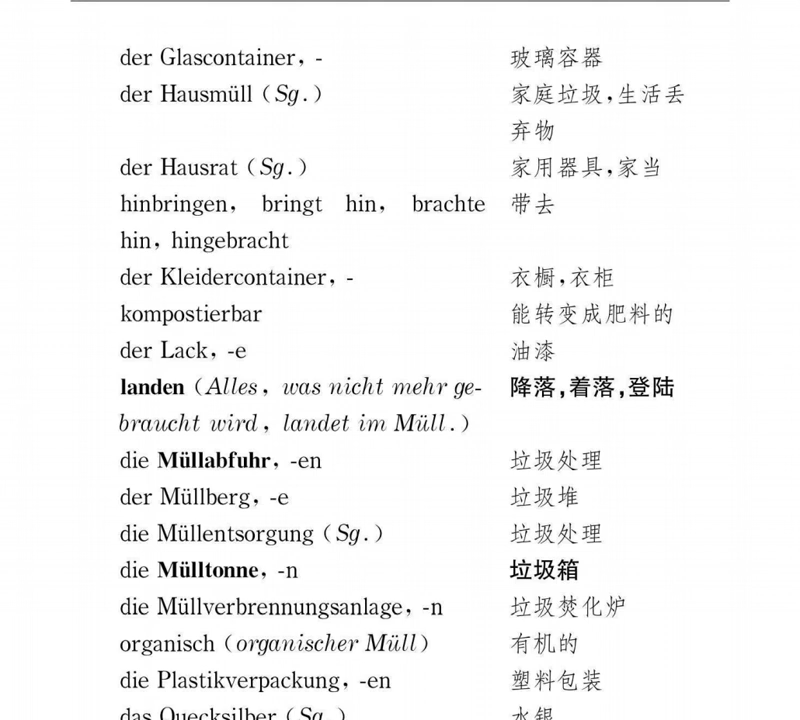 der Glascontainer, - 玻璃容器
der Hausmüll (Sg.) 家庭垃圾,生活丢
弃物
der Hausrat (Sg.) 家用器具,家当
hinbringen, bringt hin, brachte 带去
hin, hingebracht
der Kleidercontainer, - 衣橱,衣柜
kompostierbar 能转变成肥料的
der Lack, -e 油漆
landen (Alles, was nicht mehr ge- 降落,着落,登陆
braucht wird, landet im Müll.)
die Müllabfuhr, -en 垃圾处理
der Müllberg, -e 垃圾堆
die Müllentsorgung (Sg.) 垃圾处理
die Mülltonne, -n 垃圾箱
die Müllverbrennungsanlage, -n 垃圾焚化炉
organisch (organischer Müll) 有机的
die Plastikverpackung, -en 塑料包装
das Quecksilber (Sg.) 水银